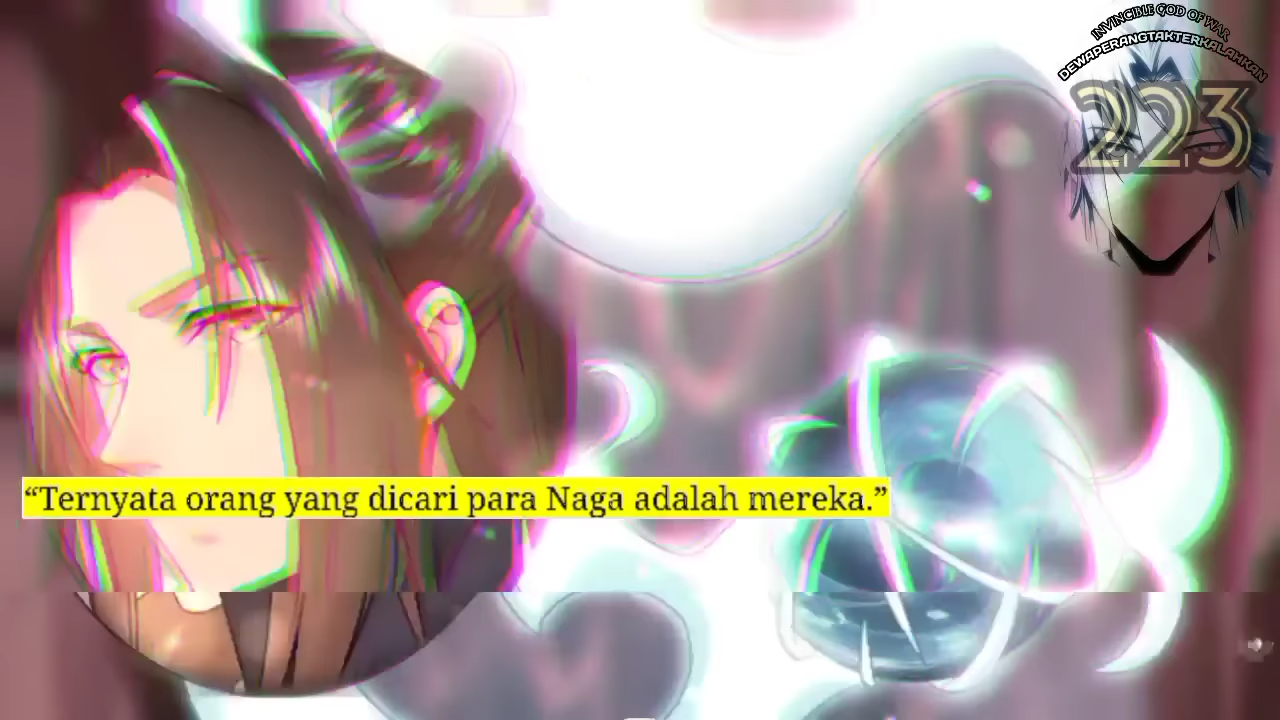 INVINCIBLE GOD OF WAR
DEWAPERANGTAKTERKALAHKAN
223
“Ternyata orang yang dicari para Naga adalah mereka.”